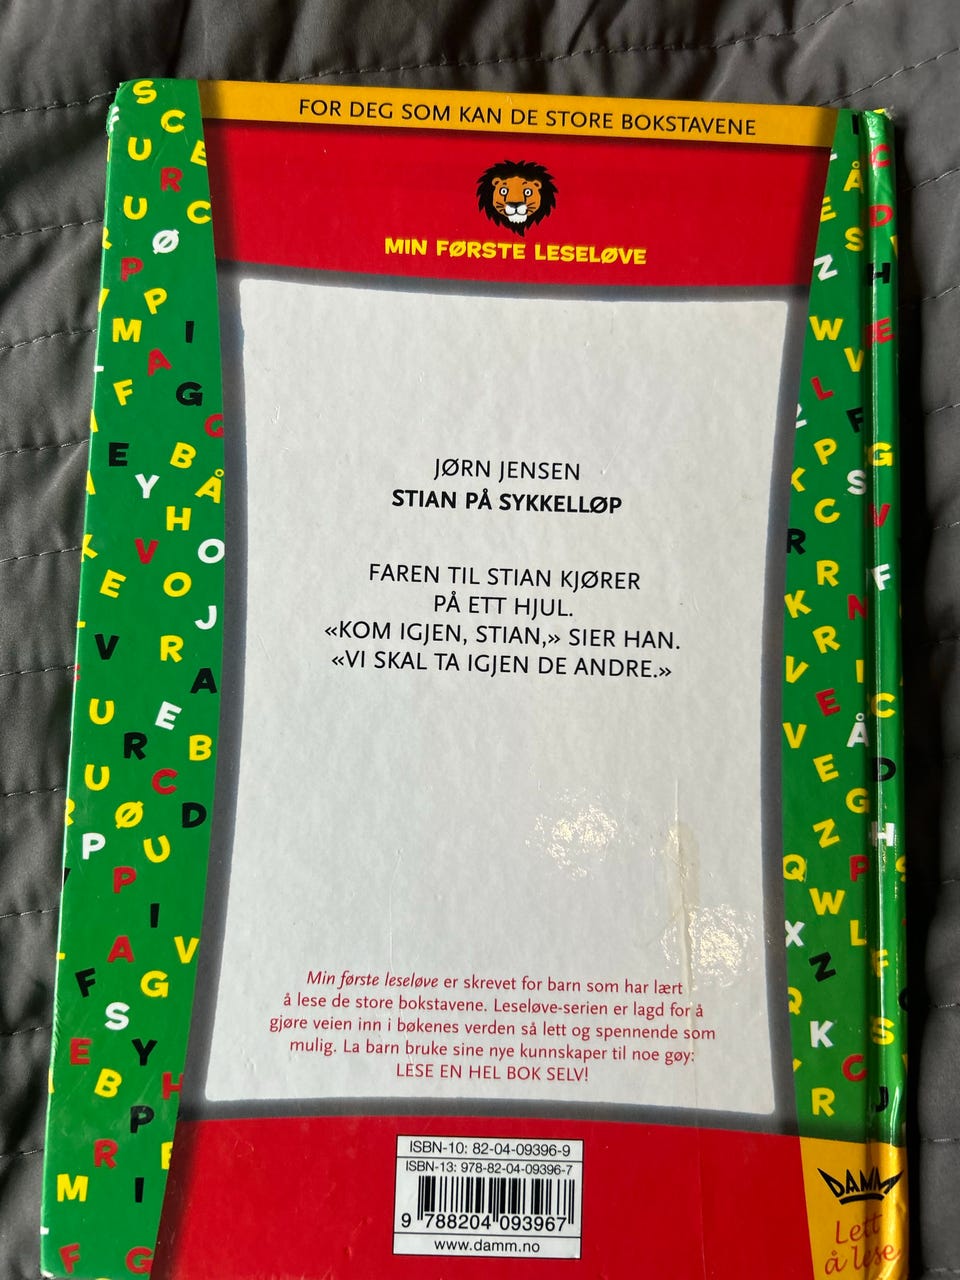 FOR DEG SOM KAN DE STORE BOKSTAVENE
MIN FØRSTE LESELØVE
JØRN JENSEN
STIAN PÅ SYKKELLØP
FAREN TIL STIAN KJØRER
PÅ ETT HJUL.
«KOM IGJEN, STIAN,» SIER HAN.
«VI SKAL TA IGJEN DE ANDRE.»
Min første leseløve er skrevet for barn som har lært
å lese de store bokstavene. Leseløve-serien er lagd for å
gjøre veien inn i bøkenes verden så lett og spennende som
mulig. La barn bruke sine nye kunnskaper til noe gøy:
LESE EN HEL BOK SELV!
ISBN-10: 82-04-09396-9
ISBN-13: 978-82-04-09396-7
9 788204 093967
www.damm.no
DAMM
Lett
å lese